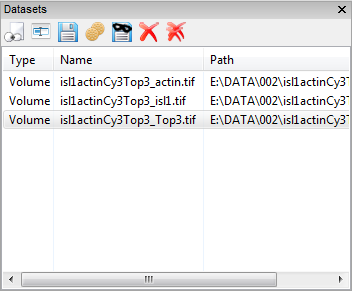 Datasets
Type Name Path
Volume isl1actinCy3Top3_actin.tif E:\DATA\002\isl1actinCy3T
Volume isl1actinCy3Top3_isl1.tif E:\DATA\002\isl1actinCy3T
Volume isl1actinCy3Top3_Top3.tif E:\DATA\002\isl1actinCy3T